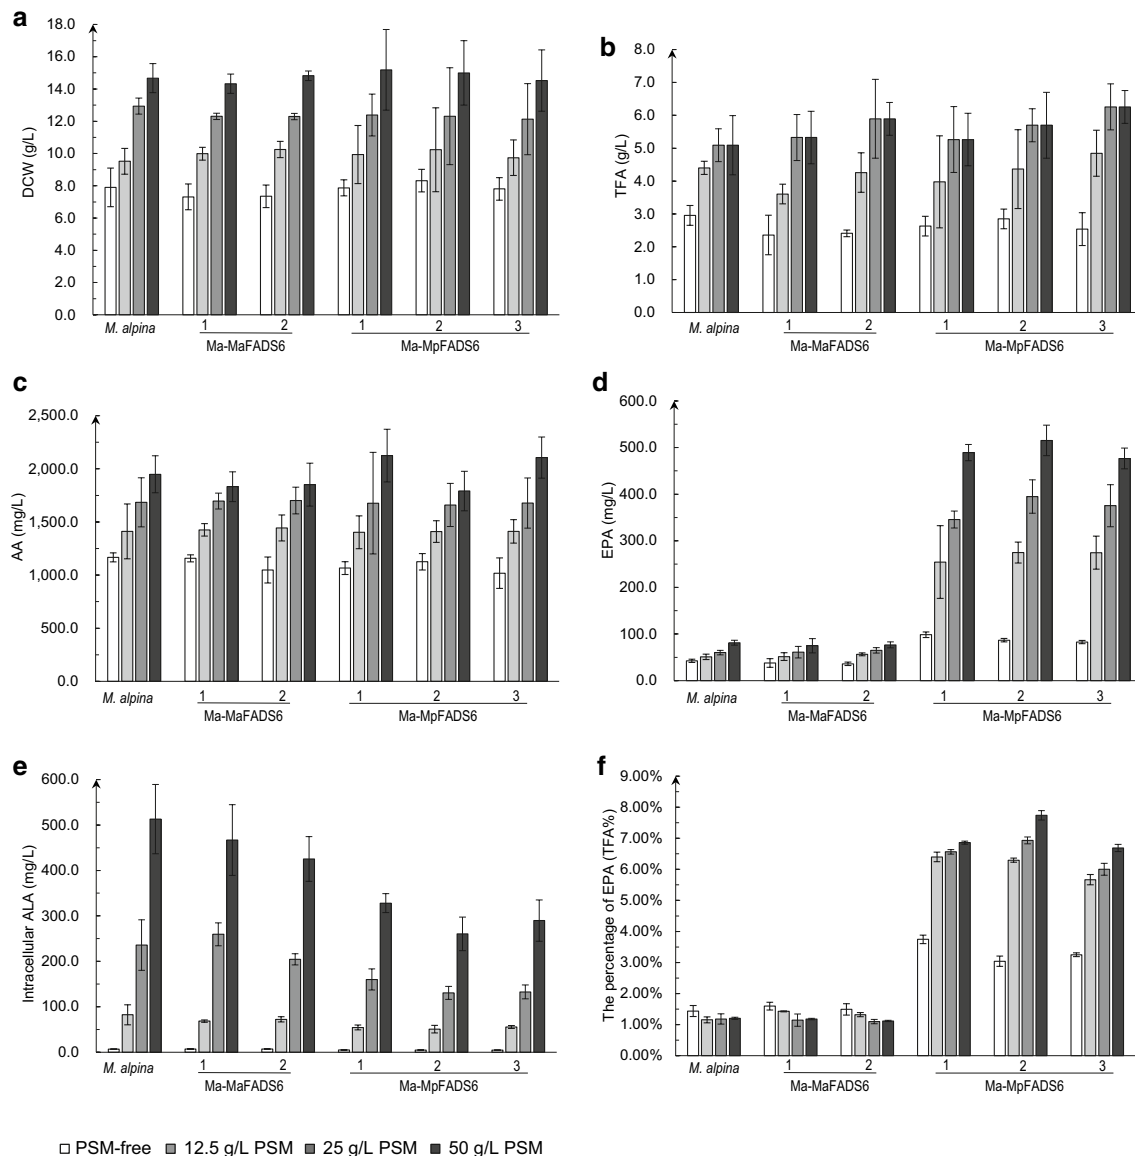 a
18.0
16.0
14.0
12.0
10.0
8.0
6.0
4.0
2.0
0.0
DCW (g/L)
M. alpina
1
2
1
2
3
Ma-MaFADS6
Ma-MpFADS6
b
8.0
7.0
6.0
5.0
4.0
3.0
2.0
1.0
0.0
TFA (g/L)
M. alpina
1
2
1
2
3
Ma-MaFADS6
Ma-MpFADS6
c
2,500.0
2,000.0
1,500.0
1,000.0
500.0
0.0
AA (mg/L)
M. alpina
1
2
1
2
3
Ma-MaFADS6
Ma-MpFADS6
d
600.0
500.0
400.0
300.0
200.0
100.0
0.0
EPA (mg/L)
M. alpina
1
2
1
2
3
Ma-MaFADS6
Ma-MpFADS6
e
600.0
500.0
400.0
300.0
200.0
100.0
0.0
Intracellular ALA (mg/L)
M. alpina
1
2
1
2
3
Ma-MaFADS6
Ma-MpFADS6
f
9.00%
8.00%
7.00%
6.00%
5.00%
4.00%
3.00%
2.00%
1.00%
0.00%
The percentage of EPA (TFA%)
M. alpina
1
2
1
2
3
Ma-MaFADS6
Ma-MpFADS6
PSM-free 12.5 g/L PSM 25 g/L PSM 50 g/L PSM